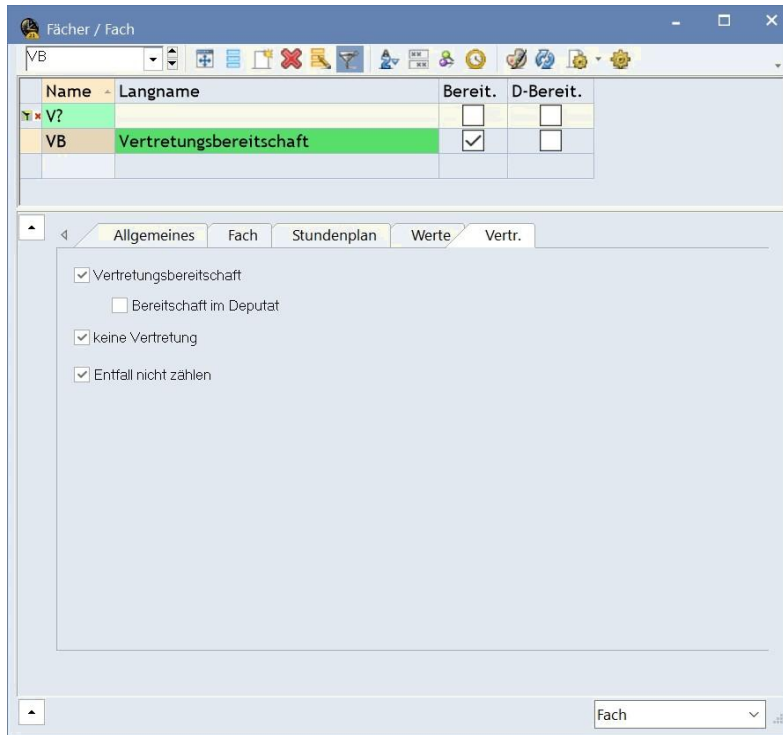 Fächer / Fach
VB
Name Langname Bereit. D-Bereit.
V?
VB Vertretungsbereitschaft
Allgemeines Fach Stundenplan Werte Vertr.
Vertretungsbereitschaft
Bereitschaft im Deputat
keine Vertretung
Entfall nicht zählen
Fach